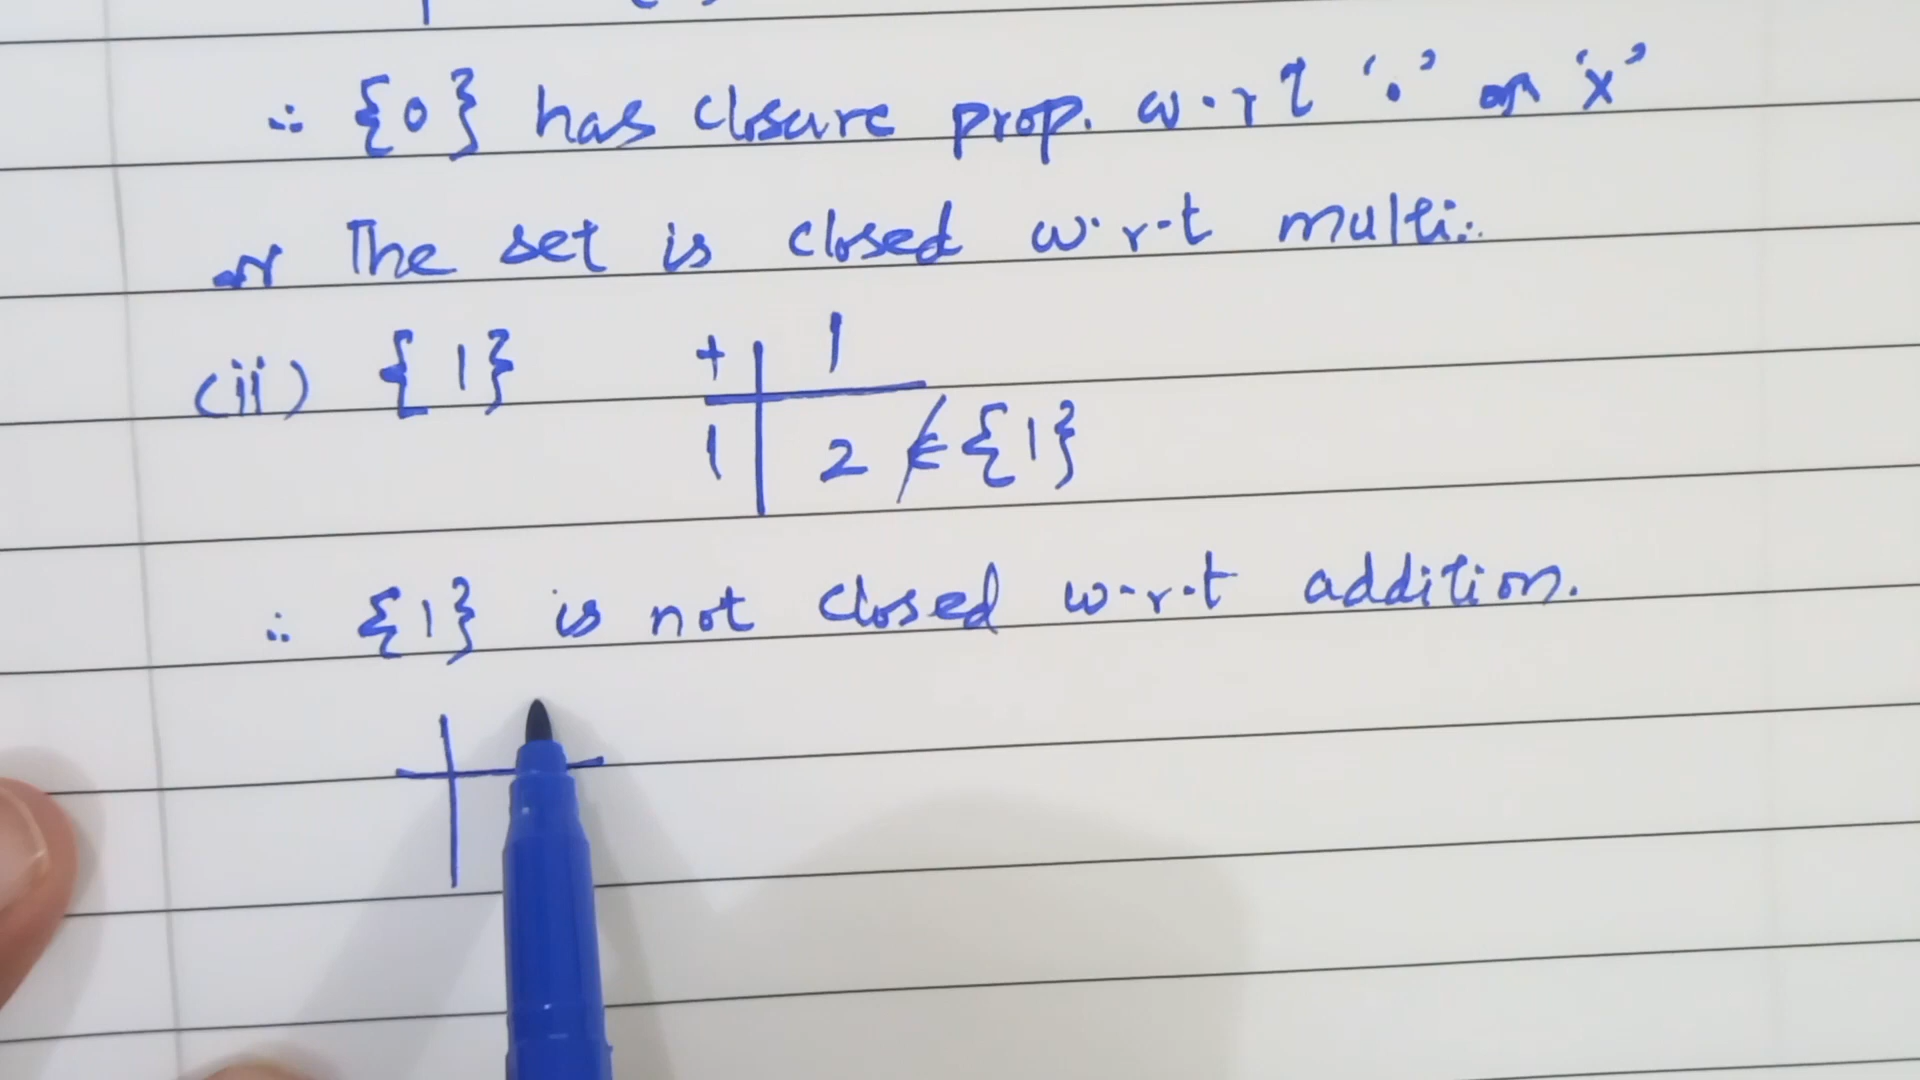 ∴ {0} has closure prop. w.r.t '.' or 'x'
or The set is closed w.r.t multi:.
(ii) {1} + | 1
1 | 2 ∉ {1}
∴ {1} is not closed w.r.t addition.